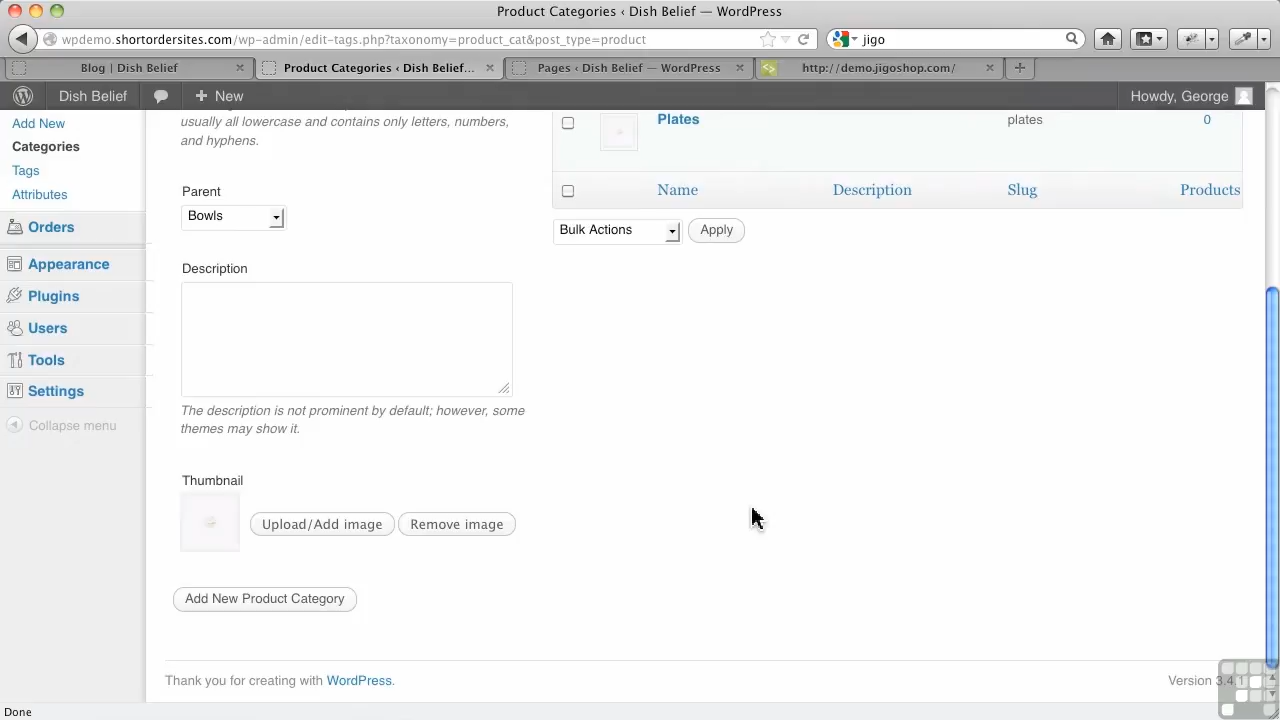 Product Categories ‹ Dish Belief — WordPress
wpdemo.shortordersites.com/wp-admin/edit-tags.php?taxonomy=product_cat&post_type=product
jigo
Blog | Dish Belief
Product Categories ‹ Dish Belief...
Pages ‹ Dish Belief — WordPress
http://demo.jigoshop.com/
Dish Belief
New
Howdy, George
Add New
Categories
Tags
Attributes
Orders
Appearance
Plugins
Users
Tools
Settings
Collapse menu
usually all lowercase and contains only letters, numbers,
and hyphens.
Parent
Bowls
Description
The description is not prominent by default; however, some
themes may show it.
Thumbnail
Upload/Add image
Remove image
Add New Product Category
Plates
plates
0
Name
Description
Slug
Products
Bulk Actions
Apply
Thank you for creating with WordPress.
Version 3.4.1
Done